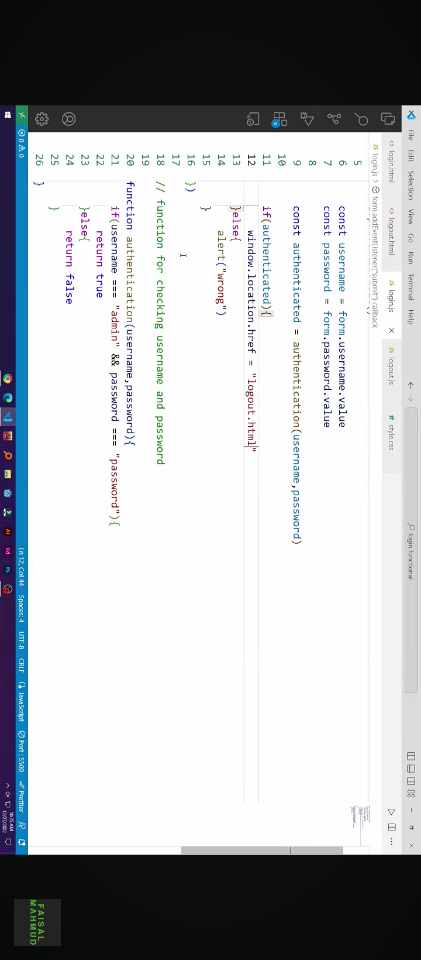 File Edit Selection View Go Run Terminal Help
login.functional
login.html logout.html login.js logout.js style.css
login.js form.addEventListener("submit") callback
5
6 const username = form.username.value
7 const password = form.password.value
8
9 const authenticated = authentication(username,password)
10
11 if(authenticated){
12 window.location.href = "logout.html"
13 }else{
14 alert("wrong")
15 }
16 })
17
18 // function for checking username and password
19
20 function authentication(username,password){
21 if(username === "admin" && password === "password"){
22 return true
23 }else{
24 return false
25 }
26 }
FAISAL
MAHMUD
0 0 Ln 12, Col 44 Spaces: 4 UTF-8 CRLF JavaScript Port : 5500 Prettier